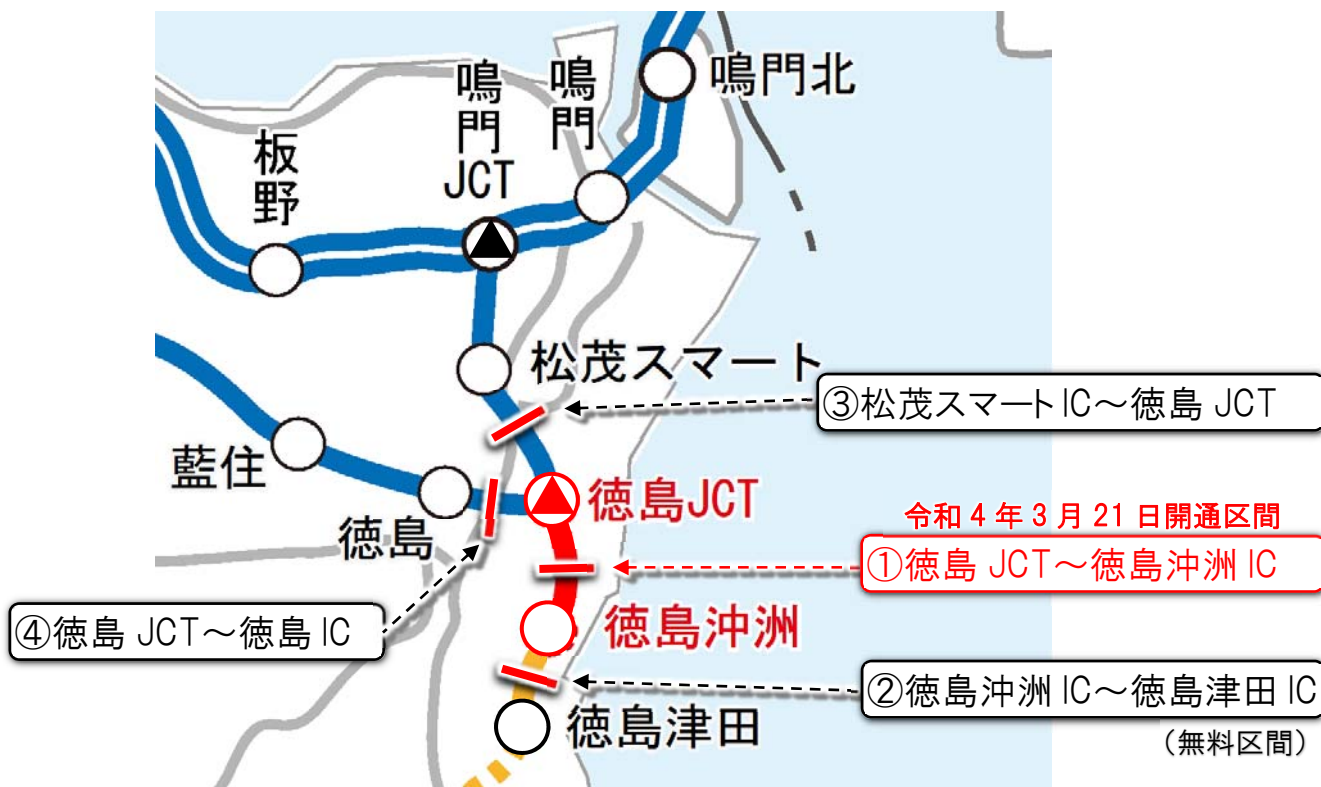 鳴門北
鳴門
鳴門
JCT
板野
松茂スマート
③松茂スマートIC～徳島 JCT
藍住
徳島
徳島JCT
令和 4 年 3 月 21 日開通区間
①徳島 JCT～徳島沖洲 IC
④徳島 JCT～徳島 IC
徳島沖洲
②徳島沖洲 IC～徳島津田 IC
（無料区間）
徳島津田